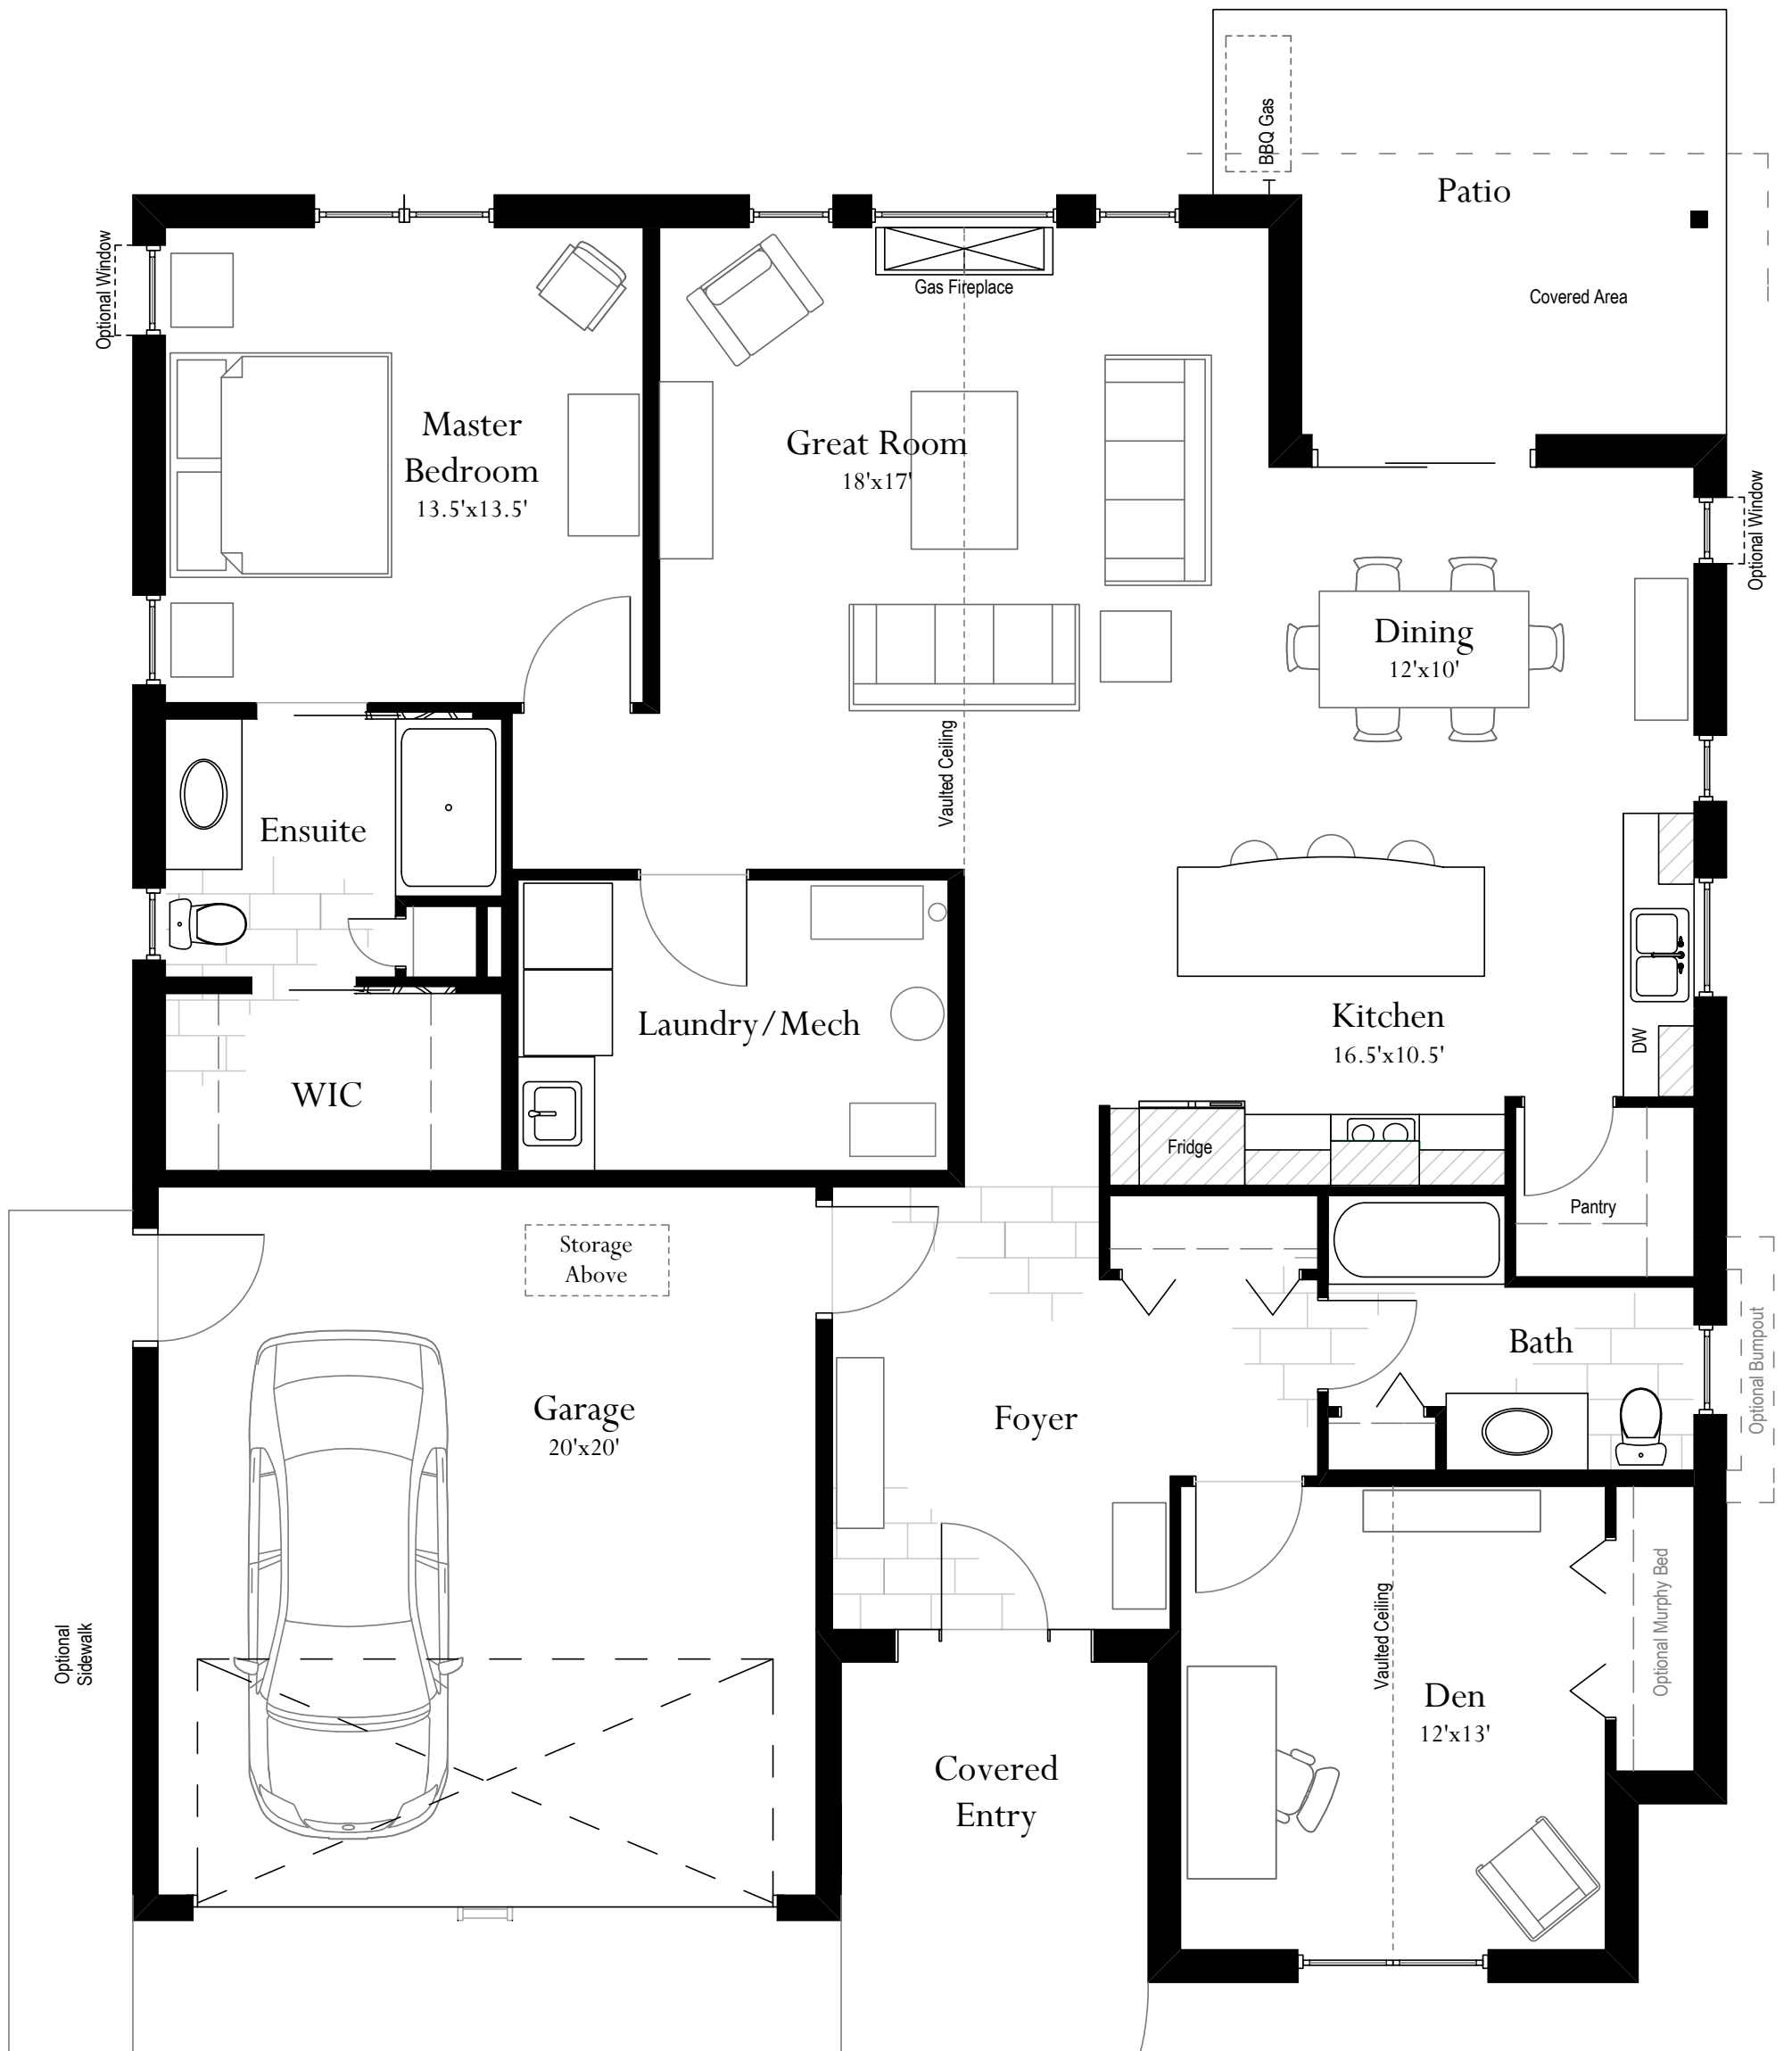 BBQ Gas
Patio
Optional Window
Gas Fireplace
Covered Area
Master
Bedroom
13.5'x13.5'
Great Room
18'x17'
Optional Window
Dining
12'x10'
Vaulted Ceiling
Ensuite
Laundry/Mech
Kitchen
16.5'x10.5'
DW
WIC
Fridge
Pantry
Storage
Above
Bath
Optional Bumpout
Garage
20'x20'
Foyer
Optional
Sidewalk
Vaulted Ceiling
Optional Murphy Bed
Den
12'x13'
Covered
Entry